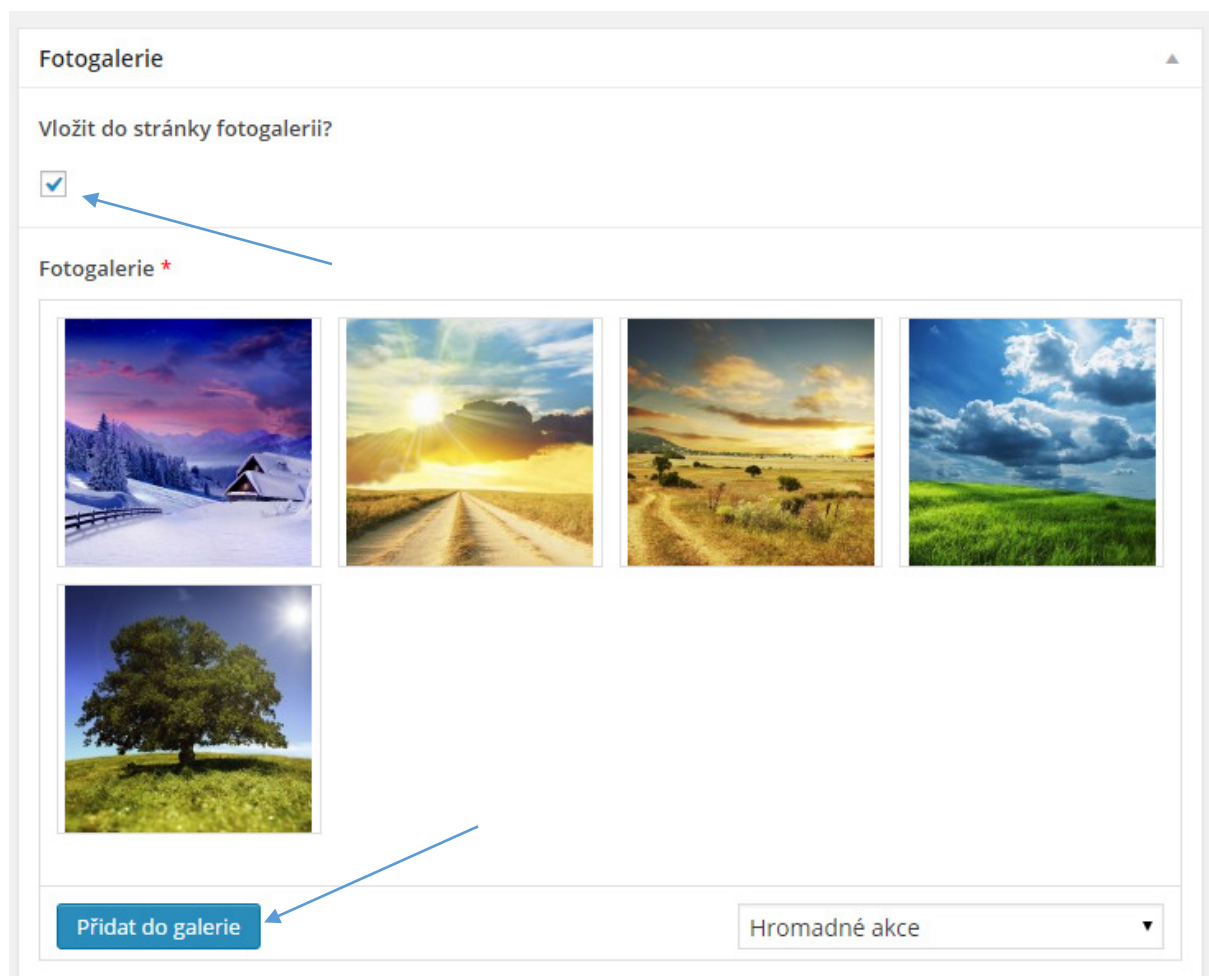 Fotogalerie
Vložit do stránky fotogalerii?
Fotogalerie *
Přidat do galerie
Hromadné akce